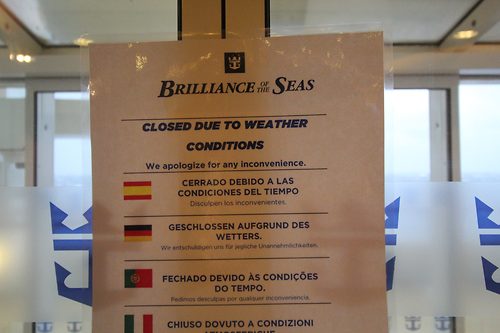 BRILLIANCE OF THE SEAS
CLOSED DUE TO WEATHER
CONDITIONS
We apologize for any inconvenience.
CERRADO DEBIDO A LAS
CONDICIONES DEL TIEMPO
Disculpen los inconvenientes.
GESCHLOSSEN AUFGRUND DES
WETTERS.
Wir entschuldigen uns für jegliche Unannehmlichkeiten.
FECHADO DEVIDO ÀS CONDIÇÕES
DO TEMPO.
Pedimos desculpas por qualquer inconveniencia.
CHIUSO DOVUTO A CONDIZIONI